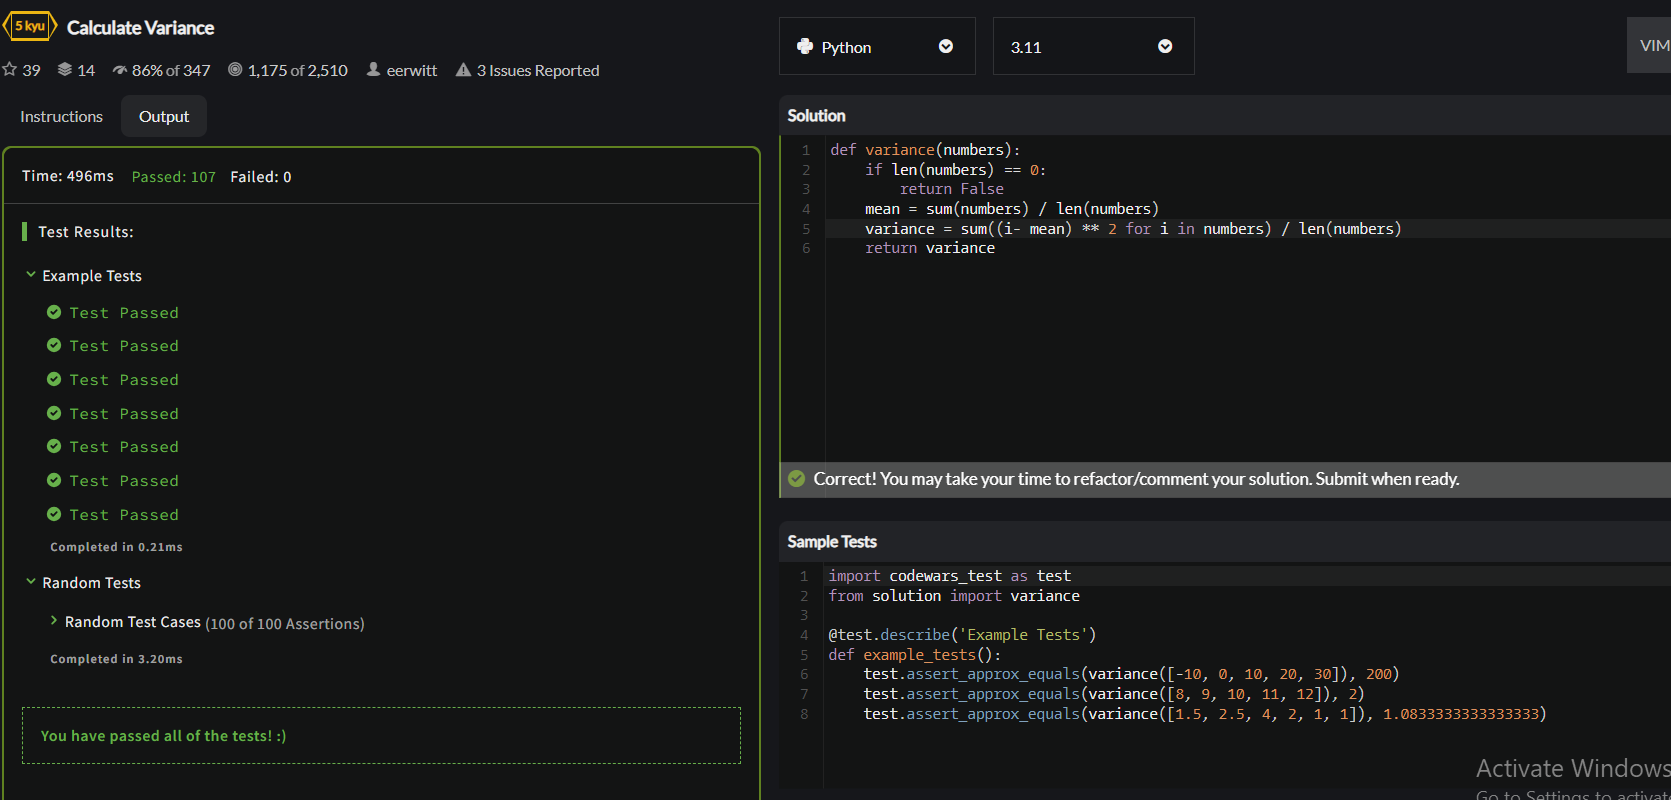 5 kyu Calculate Variance
39 14 86% of 347 1,175 of 2,510 eerwitt 3 Issues Reported
Instructions Output
Time: 496ms Passed: 107 Failed: 0
Test Results:
Example Tests
Test Passed
Test Passed
Test Passed
Test Passed
Test Passed
Test Passed
Test Passed
Completed in 0.21ms
Random Tests
Random Test Cases (100 of 100 Assertions)
Completed in 3.20ms
You have passed all of the tests! :)
Python 3.11 VIM
Solution
1 def variance(numbers):
2     if len(numbers) == 0:
3         return False
4     mean = sum(numbers) / len(numbers)
5     variance = sum((i- mean) ** 2 for i in numbers) / len(numbers)
6     return variance
Correct! You may take your time to refactor/comment your solution. Submit when ready.
Sample Tests
1 import codewars_test as test
2 from solution import variance
3
4 @test.describe('Example Tests')
5 def example_tests():
6     test.assert_approx_equals(variance([-10, 0, 10, 20, 30]), 200)
7     test.assert_approx_equals(variance([8, 9, 10, 11, 12]), 2)
8     test.assert_approx_equals(variance([1.5, 2.5, 4, 2, 1, 1]), 1.0833333333333333)
Activate Windows
Go to Settings to activate